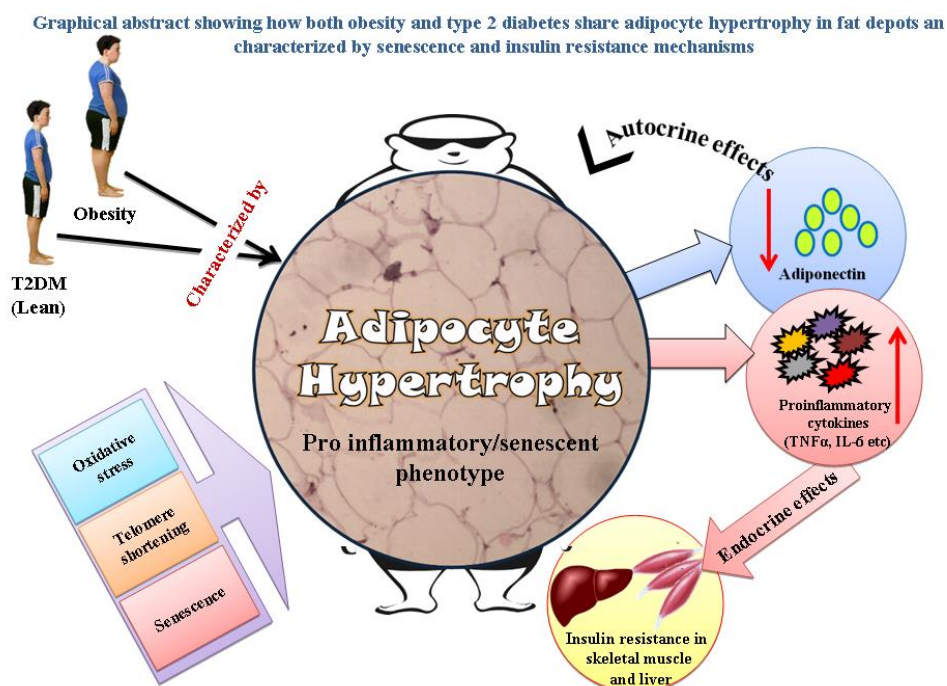 Graphical abstract showing how both obesity and type 2 diabetes share adipocyte hypertrophy in fat depots an
characterized by senescence and insulin resistance mechanisms
Obesity
T2DM
(Lean)
Characterized by
Autocrine effects
Adiponectin
Adipocyte
Hypertrophy
Pro inflammatory/senescent
phenotype
Proinflammatory
cytokines
(TNFα, IL-6 etc)
Oxidative
stress
Telomere
shortening
Senescence
Endocrine effects
Insulin resistance in
skeletal muscle
and liver